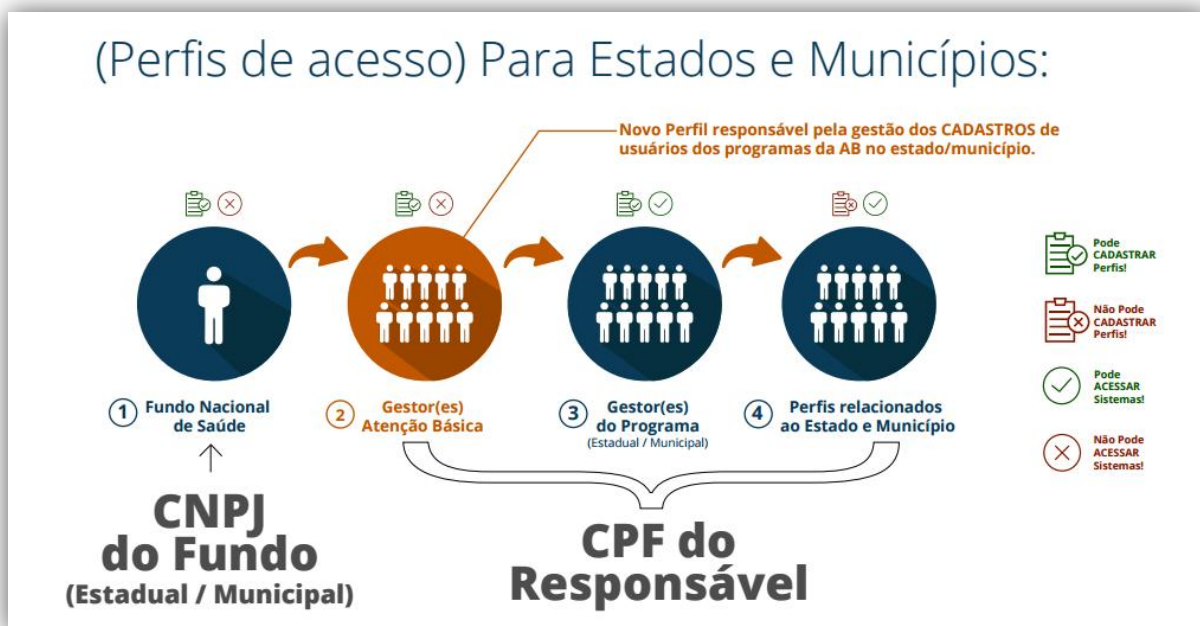 (Perfis de acesso) Para Estados e Municípios:
Novo Perfil responsável pela gestão dos CADASTROS de
usuários dos programas da AB no estado/município.
1 Fundo Nacional
de Saúde
2 Gestor(es)
Atenção Básica
3 Gestor(es)
do Programa
(Estadual / Municipal)
4 Perfis relacionados
ao Estado e Município
CNPJ
do Fundo
(Estadual / Municipal)
CPF do
Responsável
Pode
CADASTRAR
Perfis!
Não Pode
CADASTRAR
Perfis!
Pode
ACESSAR
Sistemas!
Não Pode
ACESSAR
Sistemas!